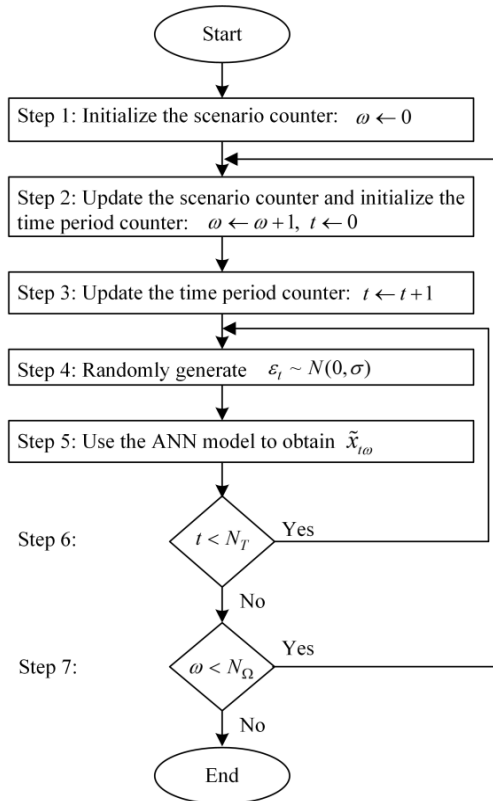 Start
Step 1: Initialize the scenario counter: ω ← 0
Step 2: Update the scenario counter and initialize the
time period counter: ω ← ω + 1, t ← 0
Step 3: Update the time period counter: t ← t + 1
Step 4: Randomly generate ε_t ~ N(0, σ)
Step 5: Use the ANN model to obtain x̃_{tω}
Step 6: t < N_T Yes
No
Step 7: ω < N_Ω Yes
No
End